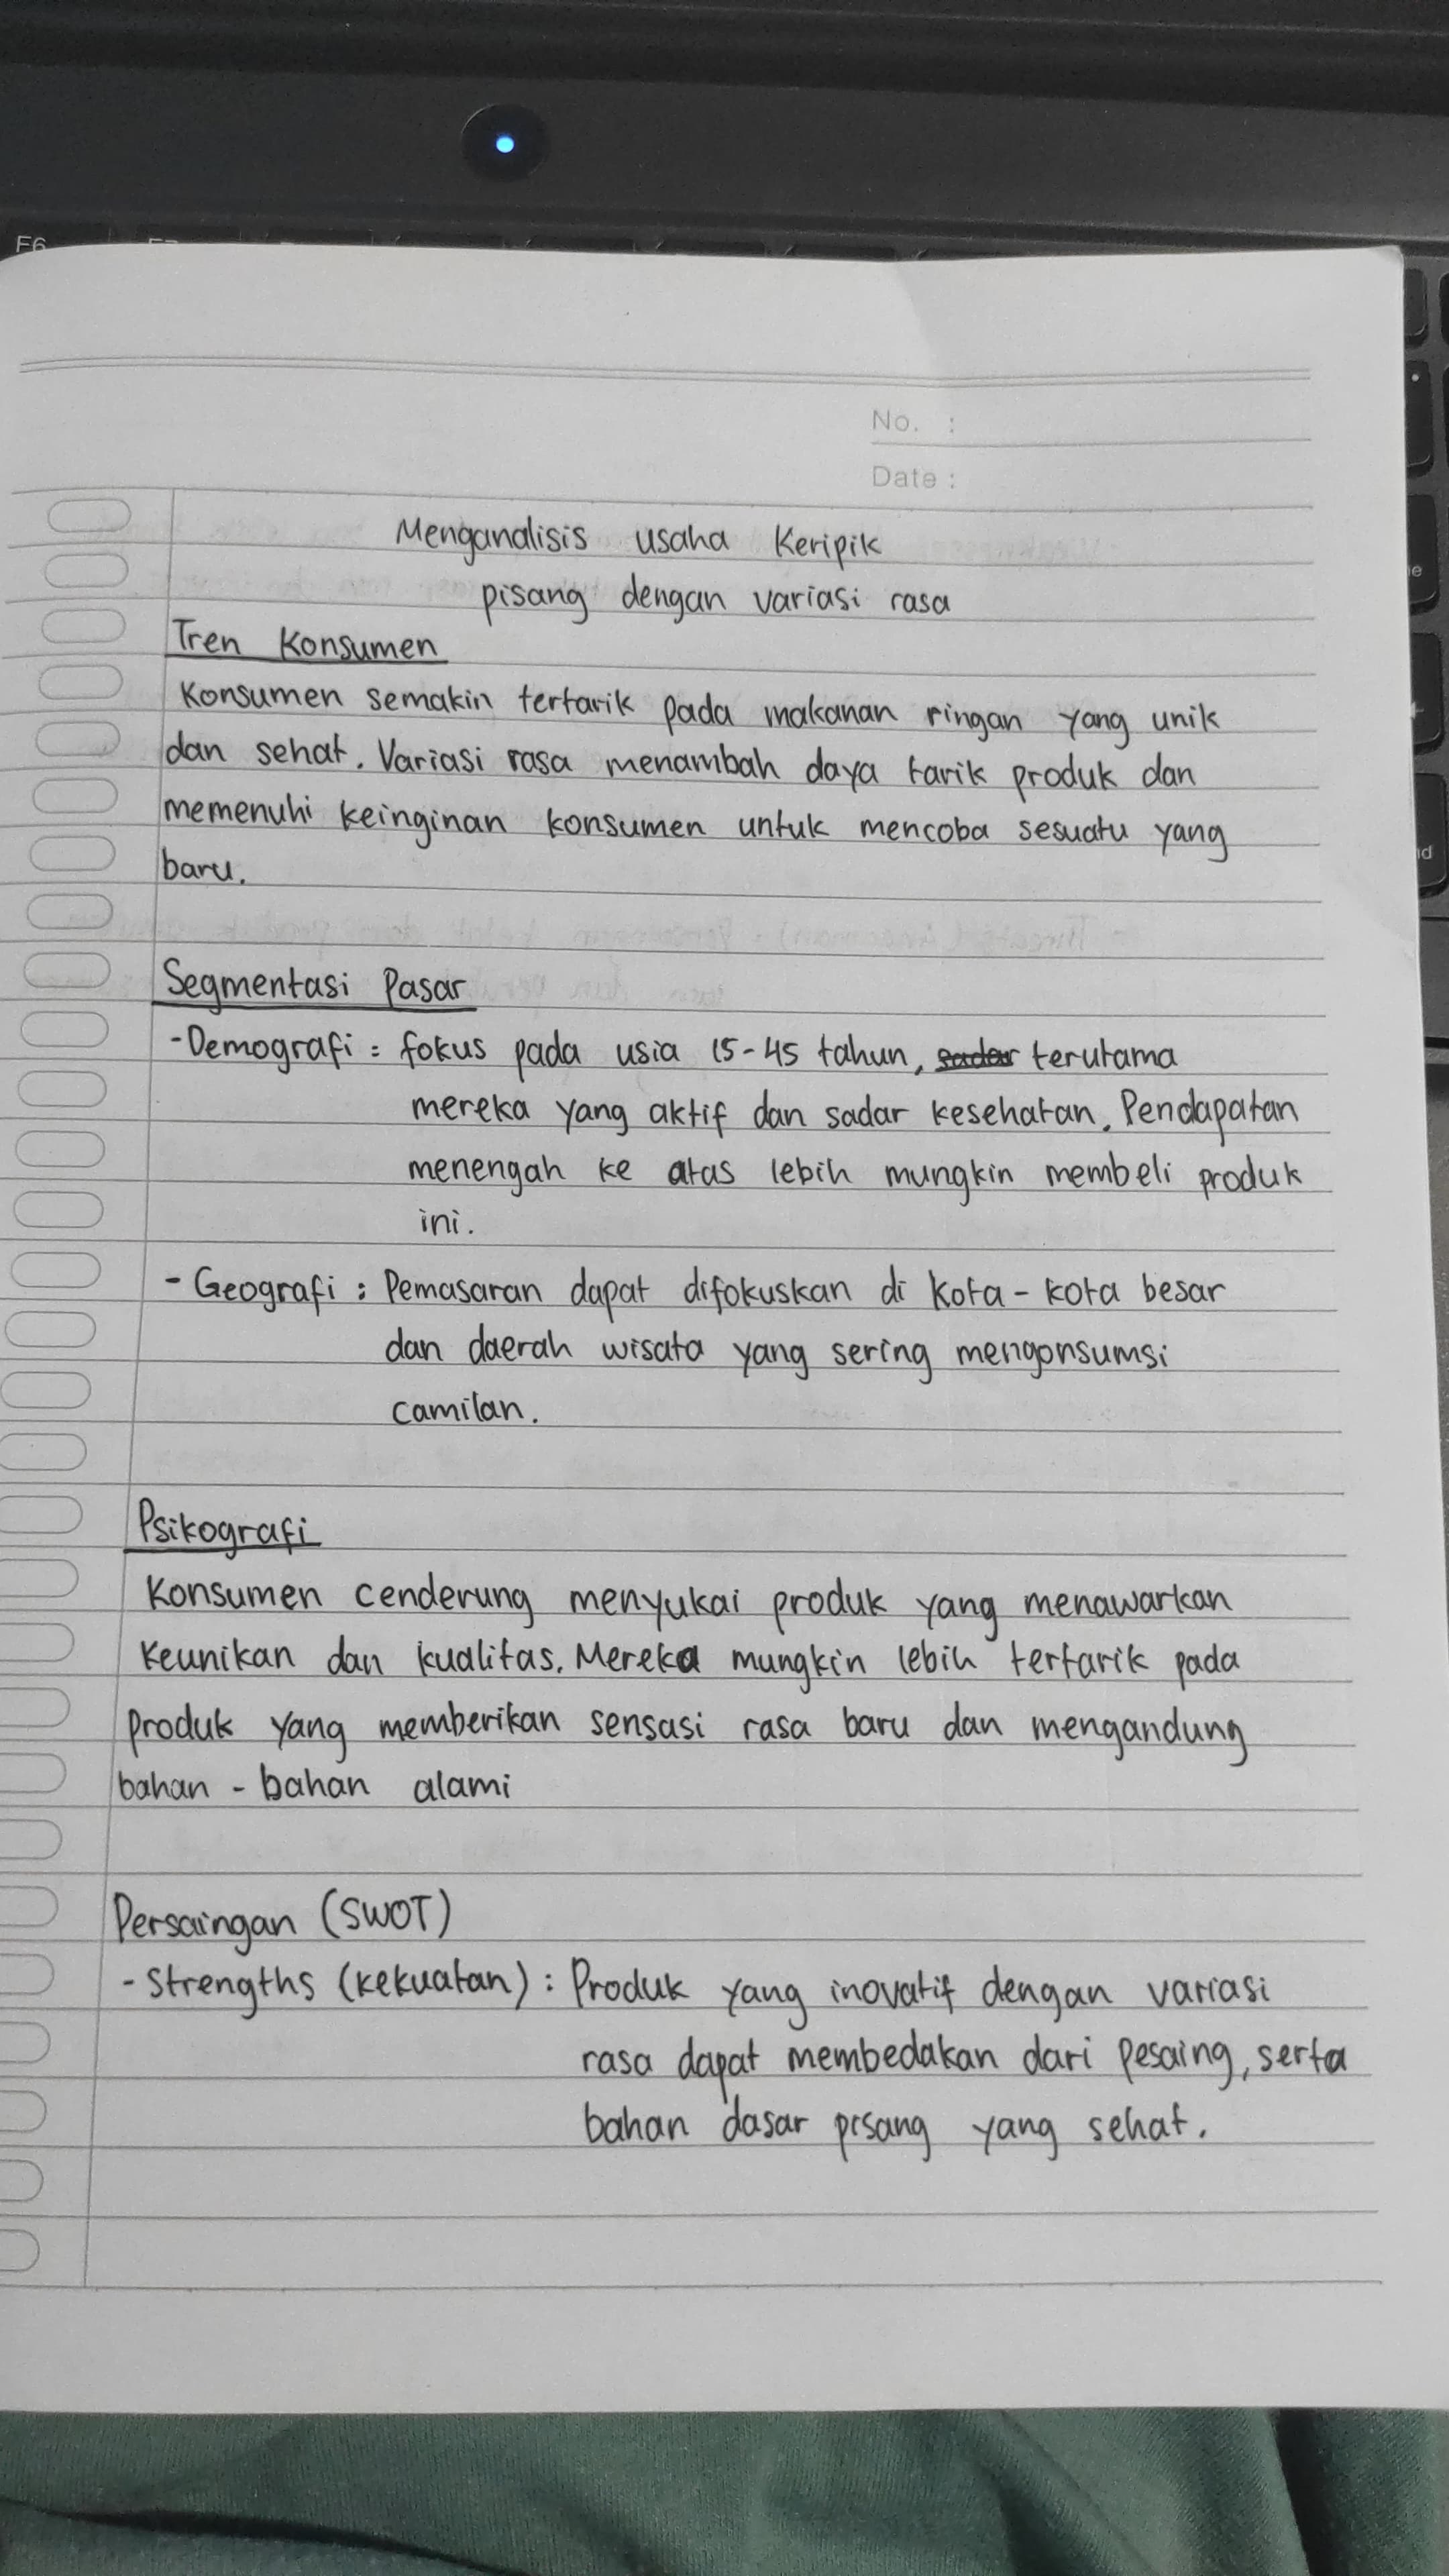 F6
No. :
Date :
Menganalisis usaha Keripik
pisang dengan variasi rasa
Tren Konsumen
Konsumen semakin tertarik pada makanan ringan yang unik
dan sehat. Variasi rasa menambah daya tarik produk dan
memenuhi keinginan konsumen untuk mencoba sesuatu yang
baru.
Segmentasi Pasar
-Demografi : fokus pada usia 15-45 tahun, sadar terutama
mereka yang aktif dan sadar kesehatan. Pendapatan
menengah ke atas lebih mungkin membeli produk
ini.
- Geografi : Pemasaran dapat difokuskan di Kota - kota besar
dan daerah wisata yang sering mengonsumsi
camilan.
Psikografi
Konsumen cenderung menyukai produk yang menawarkan
Keunikan dan kualitas. Mereka mungkin lebih tertarik pada
produk yang memberikan sensasi rasa baru dan mengandung
bahan - bahan alami
Persaingan (SWOT)
- Strengths (kekuatan) : Produk yang inovatif dengan variasi
rasa dapat membedakan dari pesaing, serta
bahan dasar pisang yang sehat.